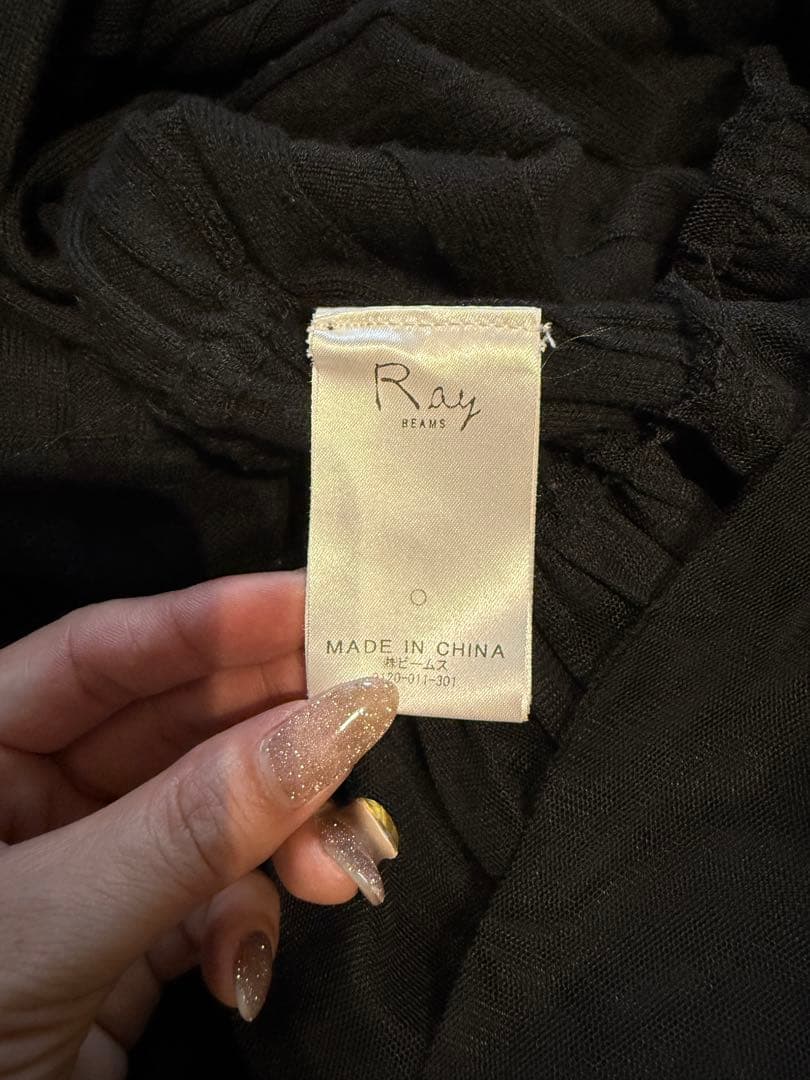 Ray
BEAMS
MADE IN CHINA
㈱ビームス
0120-011-301